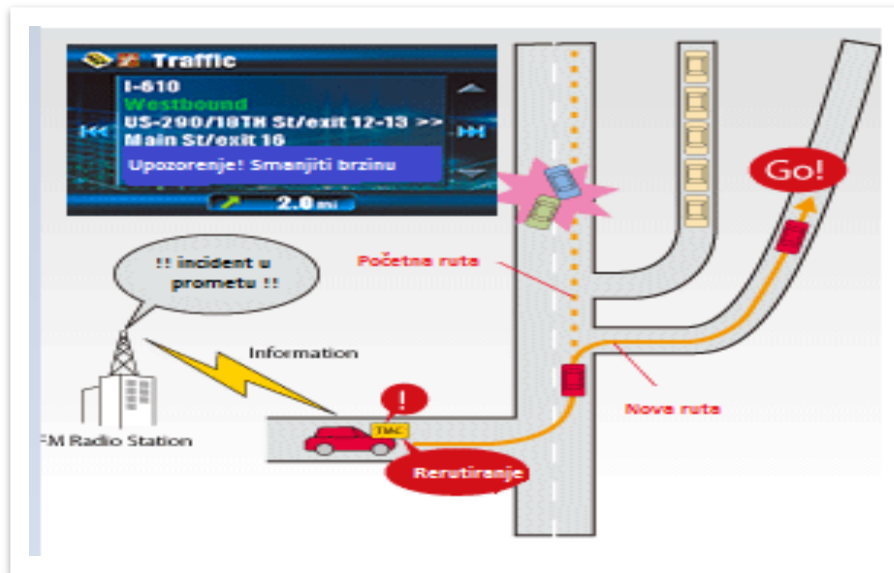 Traffic
I-610
Westbound
US-290/18TH St/exit 12-13 >>
Main St/exit 16
Upozorenje! Smanjiti brzinu
2.0 mi
Go!
!! incident u
prometu !!
Početna ruta
Information
!
TMC
Nova ruta
FM Radio Station
Rerutiranje